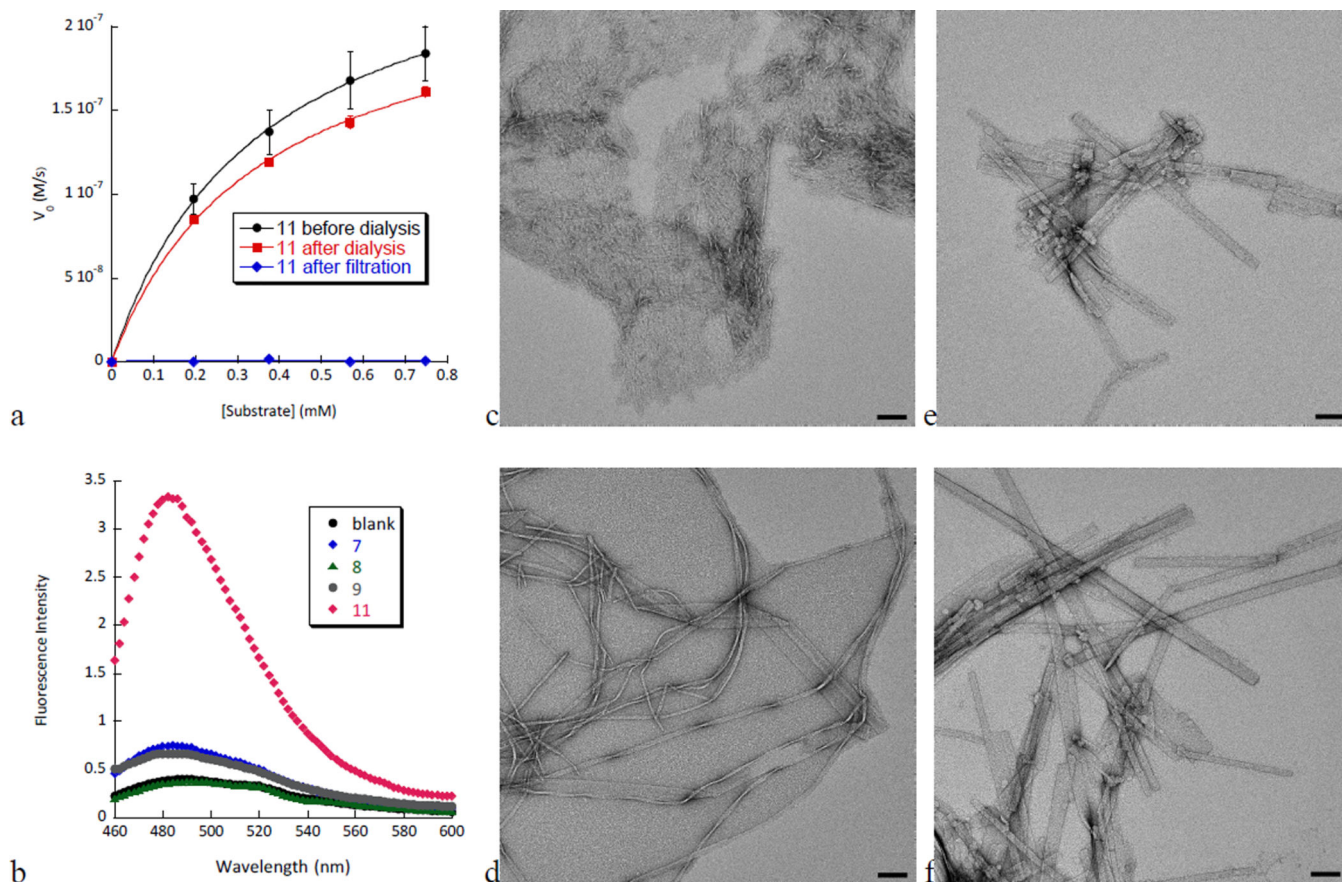 2 10⁻⁷
1.5 10⁻⁷
1 10⁻⁷
5 10⁻⁸
0
V₀ (M/s)
11 before dialysis
11 after dialysis
11 after filtration
0 0.1 0.2 0.3 0.4 0.5 0.6 0.7 0.8
[Substrate] (mM)
a
c
e
3.5
3
2.5
2
1.5
1
0.5
0
Fluorescence Intensity
blank
7
8
9
11
460 480 500 520 540 560 580 600
Wavelength (nm)
b
d
f